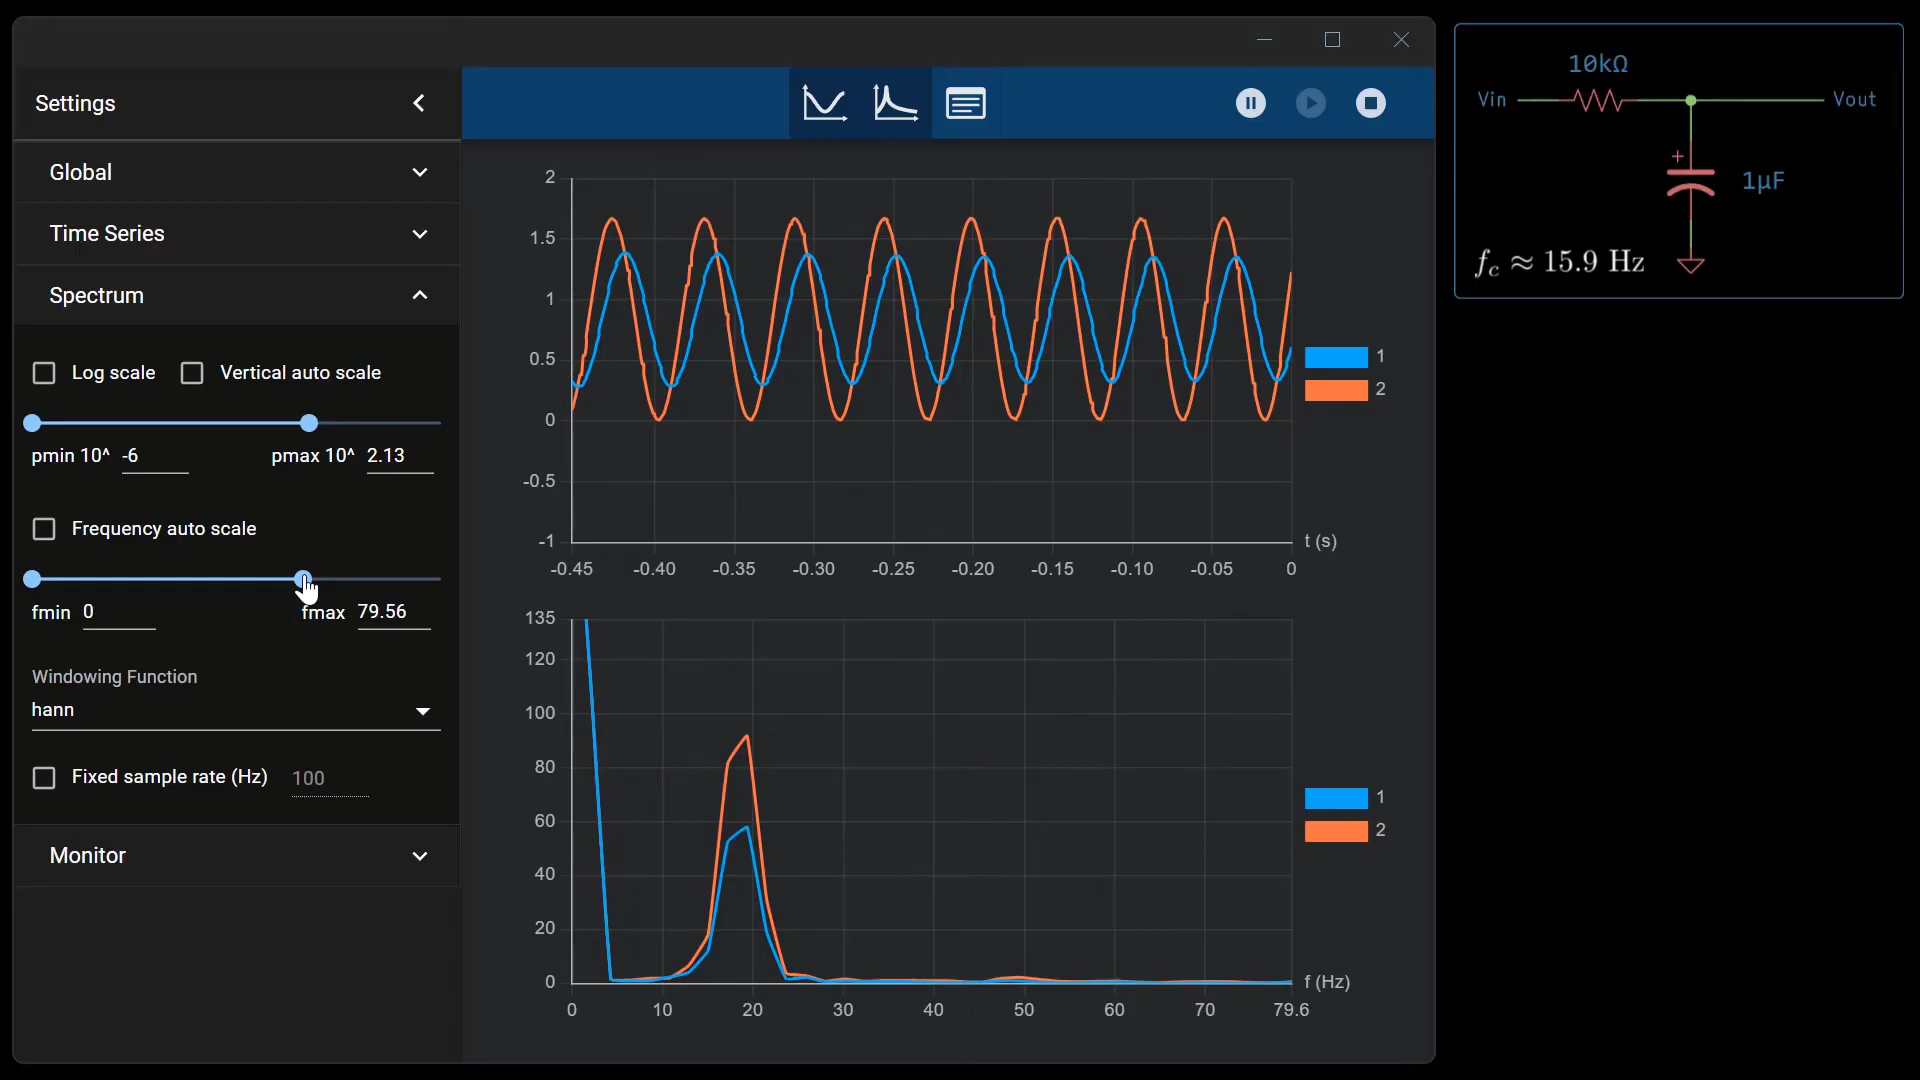 Settings
Global
Time Series
Spectrum
Log scale Vertical auto scale
pmin 10^ -6 pmax 10^ 2.13
Frequency auto scale
fmin 0 fmax 79.56
Windowing Function
hann
Fixed sample rate (Hz) 100
Monitor
2
1.5
1
0.5
0
-0.5
-1
t (s)
-0.45 -0.40 -0.35 -0.30 -0.25 -0.20 -0.15 -0.10 -0.05 0
1
2
135
120
100
80
60
40
20
0
f (Hz)
0 10 20 30 40 50 60 70 79.6
1
2
10kΩ
Vin Vout
+
1µF
fc ≈ 15.9 Hz